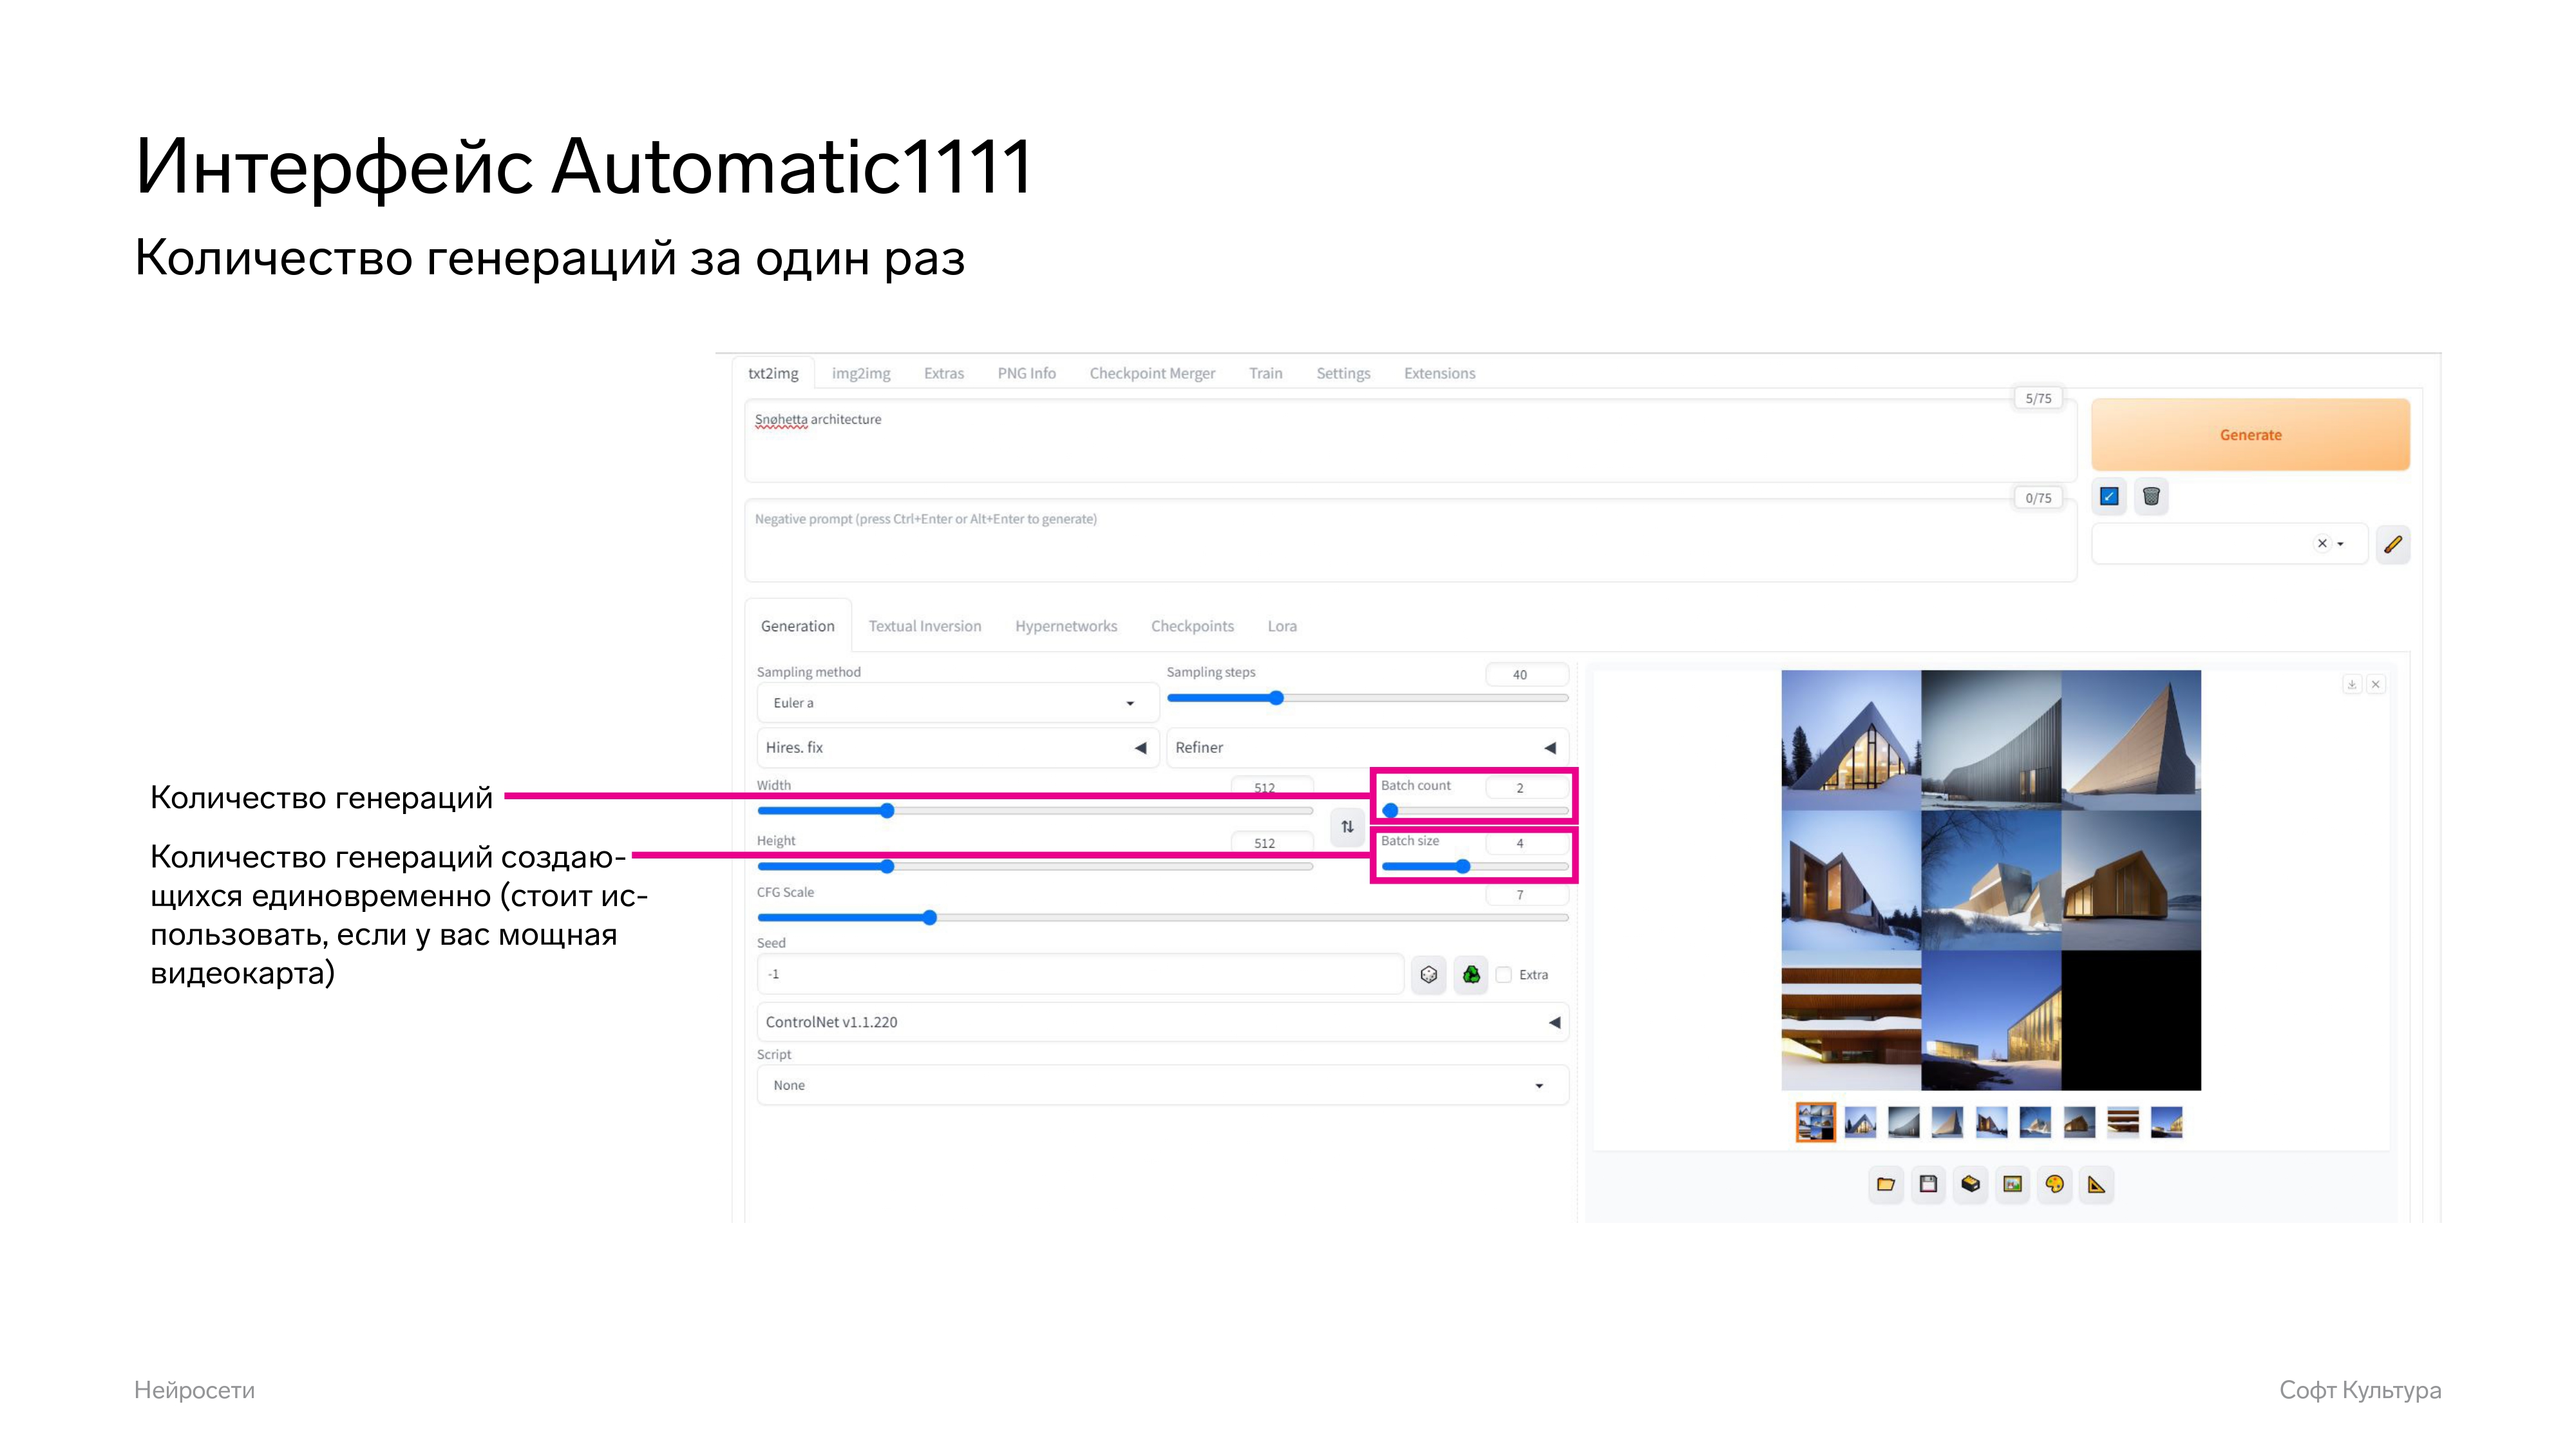 Интерфейс Automatic1111
Количество генераций за один раз
txt2img img2img Extras PNG Info Checkpoint Merger Train Settings Extensions
5/75
Snøhetta architecture
Generate
0/75
Negative prompt (press Ctrl+Enter or Alt+Enter to generate)
Generation Textual Inversion Hypernetworks Checkpoints Lora
Sampling method
Euler a
Sampling steps 40
Hires. fix
Refiner
Width 512
Batch count 2
Height 512
Batch size 4
CFG Scale 7
Seed
-1
Extra
ControlNet v1.1.220
Script
None
Количество генераций
Количество генераций создаю-
щихся единовременно (стоит ис-
пользовать, если у вас мощная
видеокарта)
Нейросети
Софт Культура